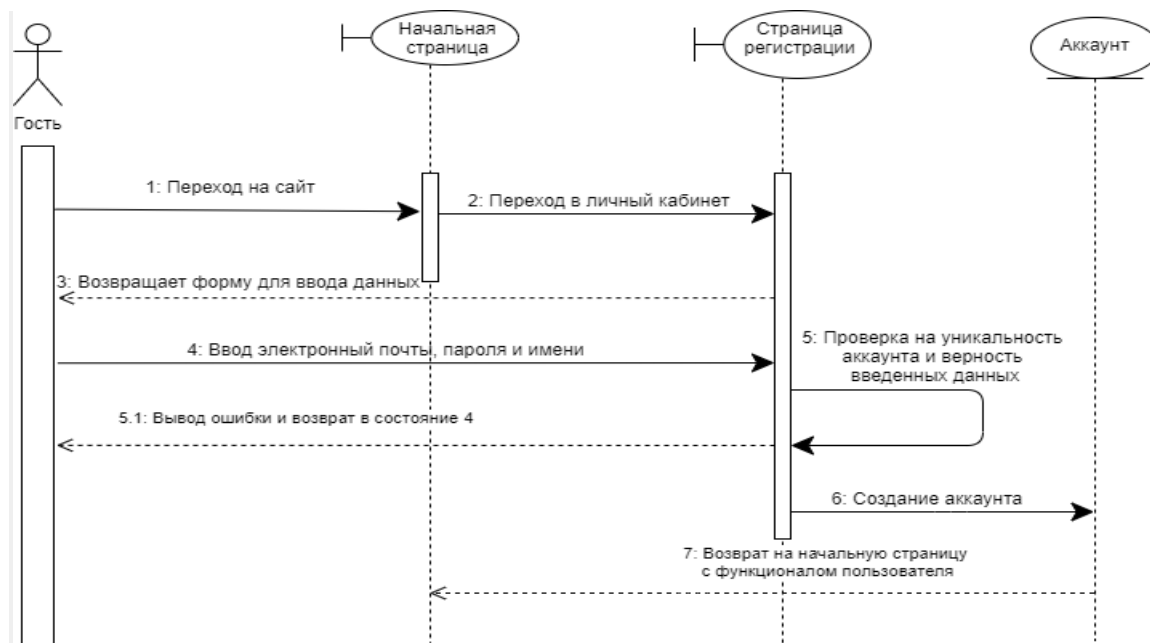 Начальная
страница
Страница
регистрации
Аккаунт
Гость
1: Переход на сайт
2: Переход в личный кабинет
3: Возвращает форму для ввода данных
4: Ввод электронный почты, пароля и имени
5: Проверка на уникальность
аккаунта и верность
введенных данных
5.1: Вывод ошибки и возврат в состояние 4
6: Создание аккаунта
7: Возврат на начальную страницу
с функционалом пользователя